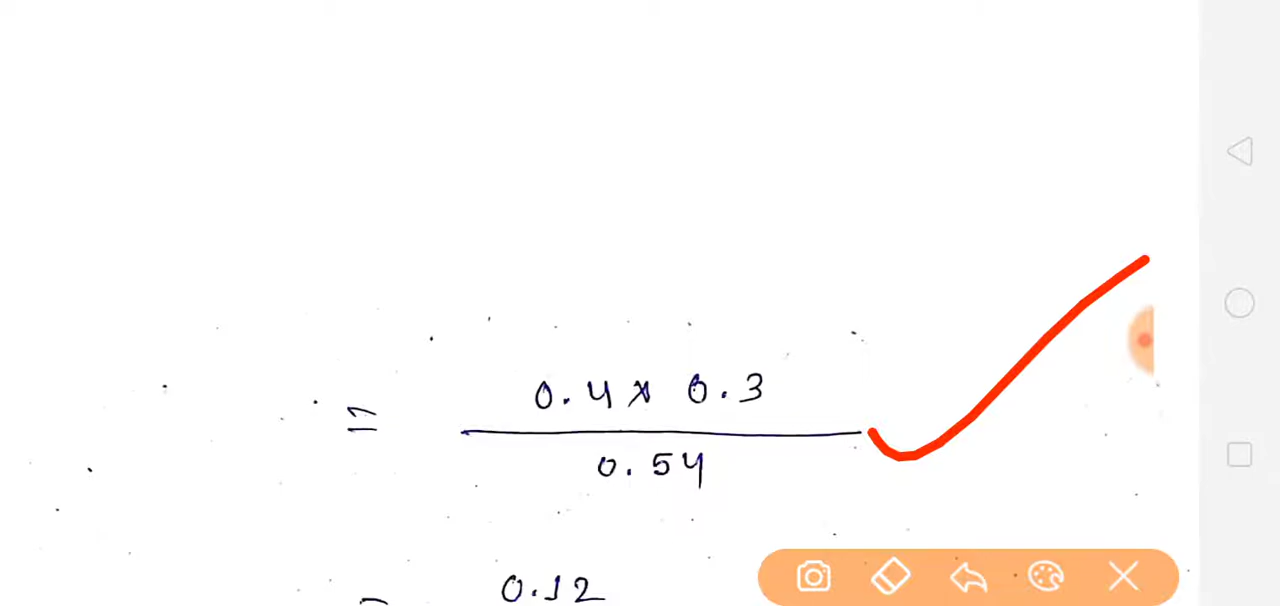 = 0.4 × 0.3
0.54
= 0.12